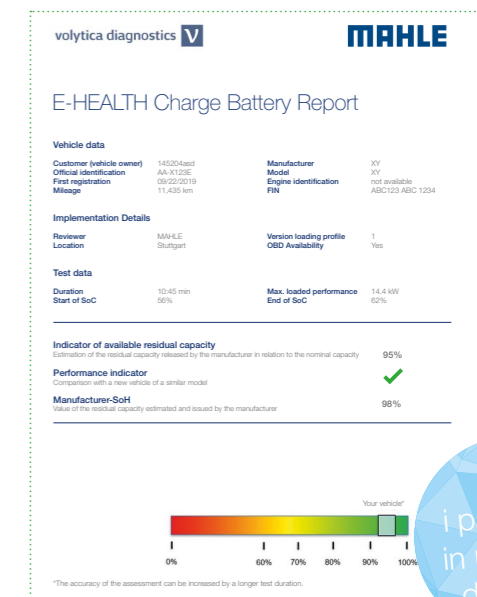 volytica diagnostics V
MAHLE
E-HEALTH Charge Battery Report
Vehicle data
Customer (vehicle owner) 145204asd Manufacturer XY
Official identification AA-X123E Model XY
First registration 09/22/2019 Engine identification not available
Mileage 11,435 km FIN ABC123 ABC 1234
Implementation Details
Reviewer MAHLE Version loading profile 1
Location Stuttgart OBD Availability Yes
Test data
Duration 10:45 min Max. loaded performance 14.4 kW
Start of SoC 56% End of SoC 62%
Indicator of available residual capacity
Estimation of the residual capacity released by the manufacturer in relation to the nominal capacity 95%
Performance indicator
Comparison with a new vehicle of a similar model
Manufacturer-SoH
Value of the residual capacity estimated and issued by the manufacturer 98%
Your vehicle*
0% 60% 70% 80% 90% 100%
*The accuracy of the assessment can be increased by a longer test duration.
i p
in